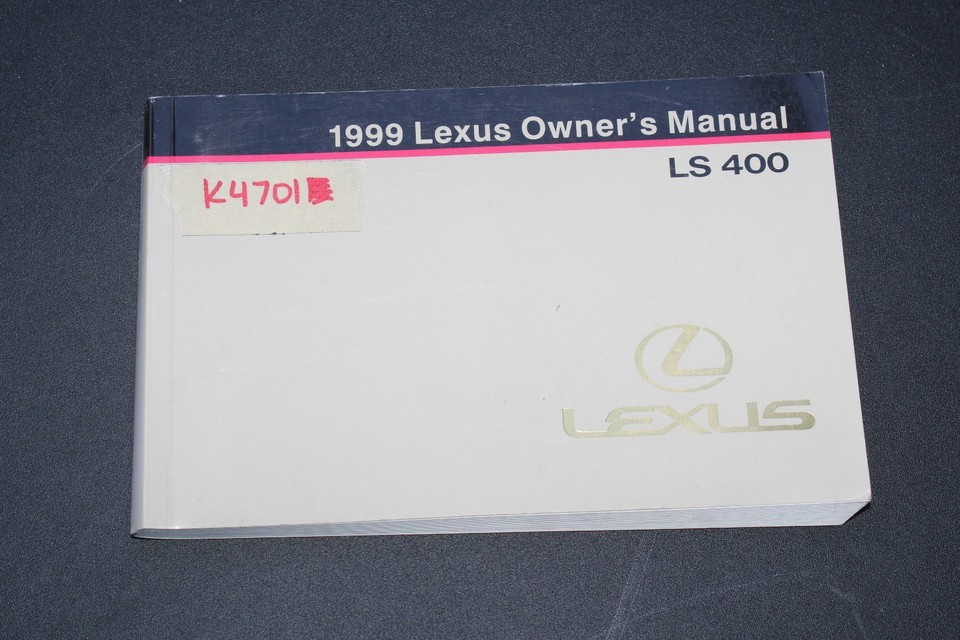 1999 Lexus Owner's Manual
LS 400
K4701
LEXUS